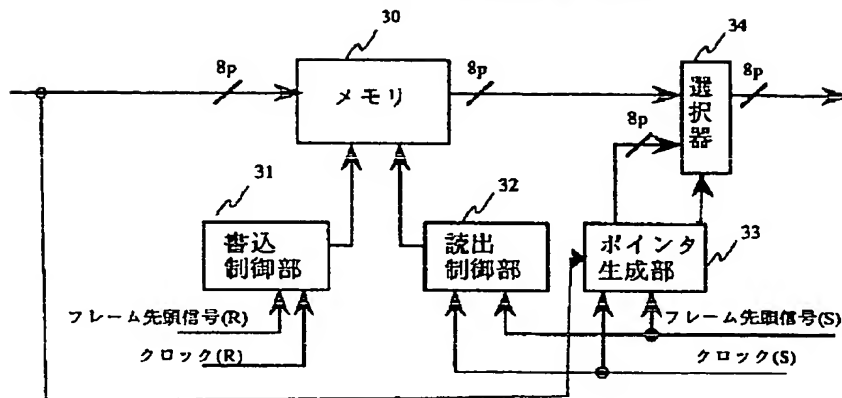 30
34
8p
8p
8p
メモリ
選択器
8p
31
32
33
書込
制御部
読出
制御部
ポインタ
生成部
フレーム先頭信号(R)
フレーム先頭信号(S)
クロック(R)
クロック(S)